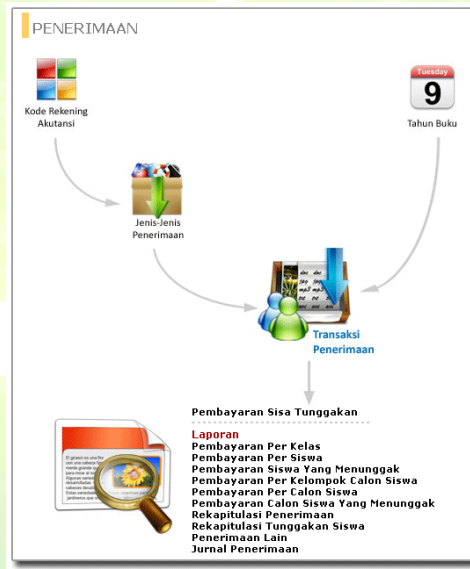 PENERIMAAN
Tuesday
9
Kode Rekening
Akutansi
Tahun Buku
Jenis-Jenis
Penerimaan
Transaksi
Penerimaan
Pembayaran Sisa Tunggakan
Laporan
Pembayaran Per Kelas
Pembayaran Per Siswa
Pembayaran Siswa Yang Menunggak
Pembayaran Per Kelompok Calon Siswa
Pembayaran Per Calon Siswa
Pembayaran Calon Siswa Yang Menunggak
Rekapitulasi Penerimaan
Rekapitulasi Tunggakan Siswa
Penerimaan Lain
Jurnal Penerimaan